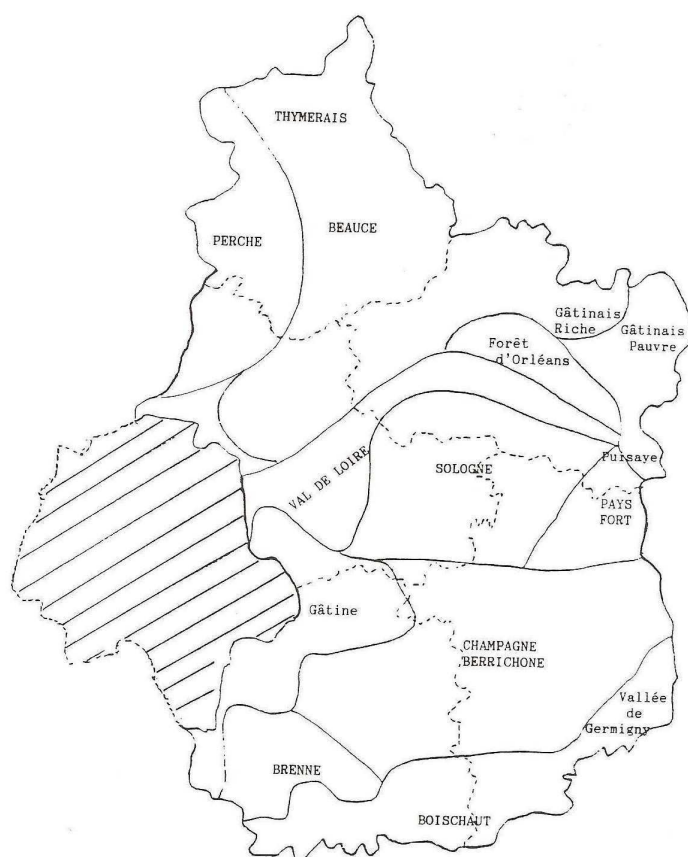 THYMERAIS
PERCHE
BEAUCE
Gâtinais
Riche
Gâtinais
Pauvre
Forêt
d'Orléans
VAL DE LOIRE
SOLOGNE
Puisaye
PAYS
FORT
Gâtine
CHAMPAGNE
BERRICHONE
Vallée
de
Germigny
BRENNE
BOISCHAUT